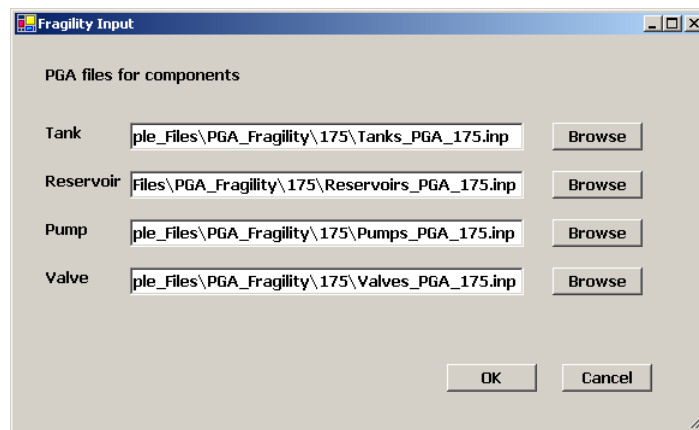 Fragility Input
PGA files for components
Tank ple_Files\PGA_Fragility\175\Tanks_PGA_175.inp Browse
Reservoir Files\PGA_Fragility\175\Reservoirs_PGA_175.inp Browse
Pump ple_Files\PGA_Fragility\175\Pumps_PGA_175.inp Browse
Valve ple_Files\PGA_Fragility\175\Valves_PGA_175.inp Browse
OK Cancel